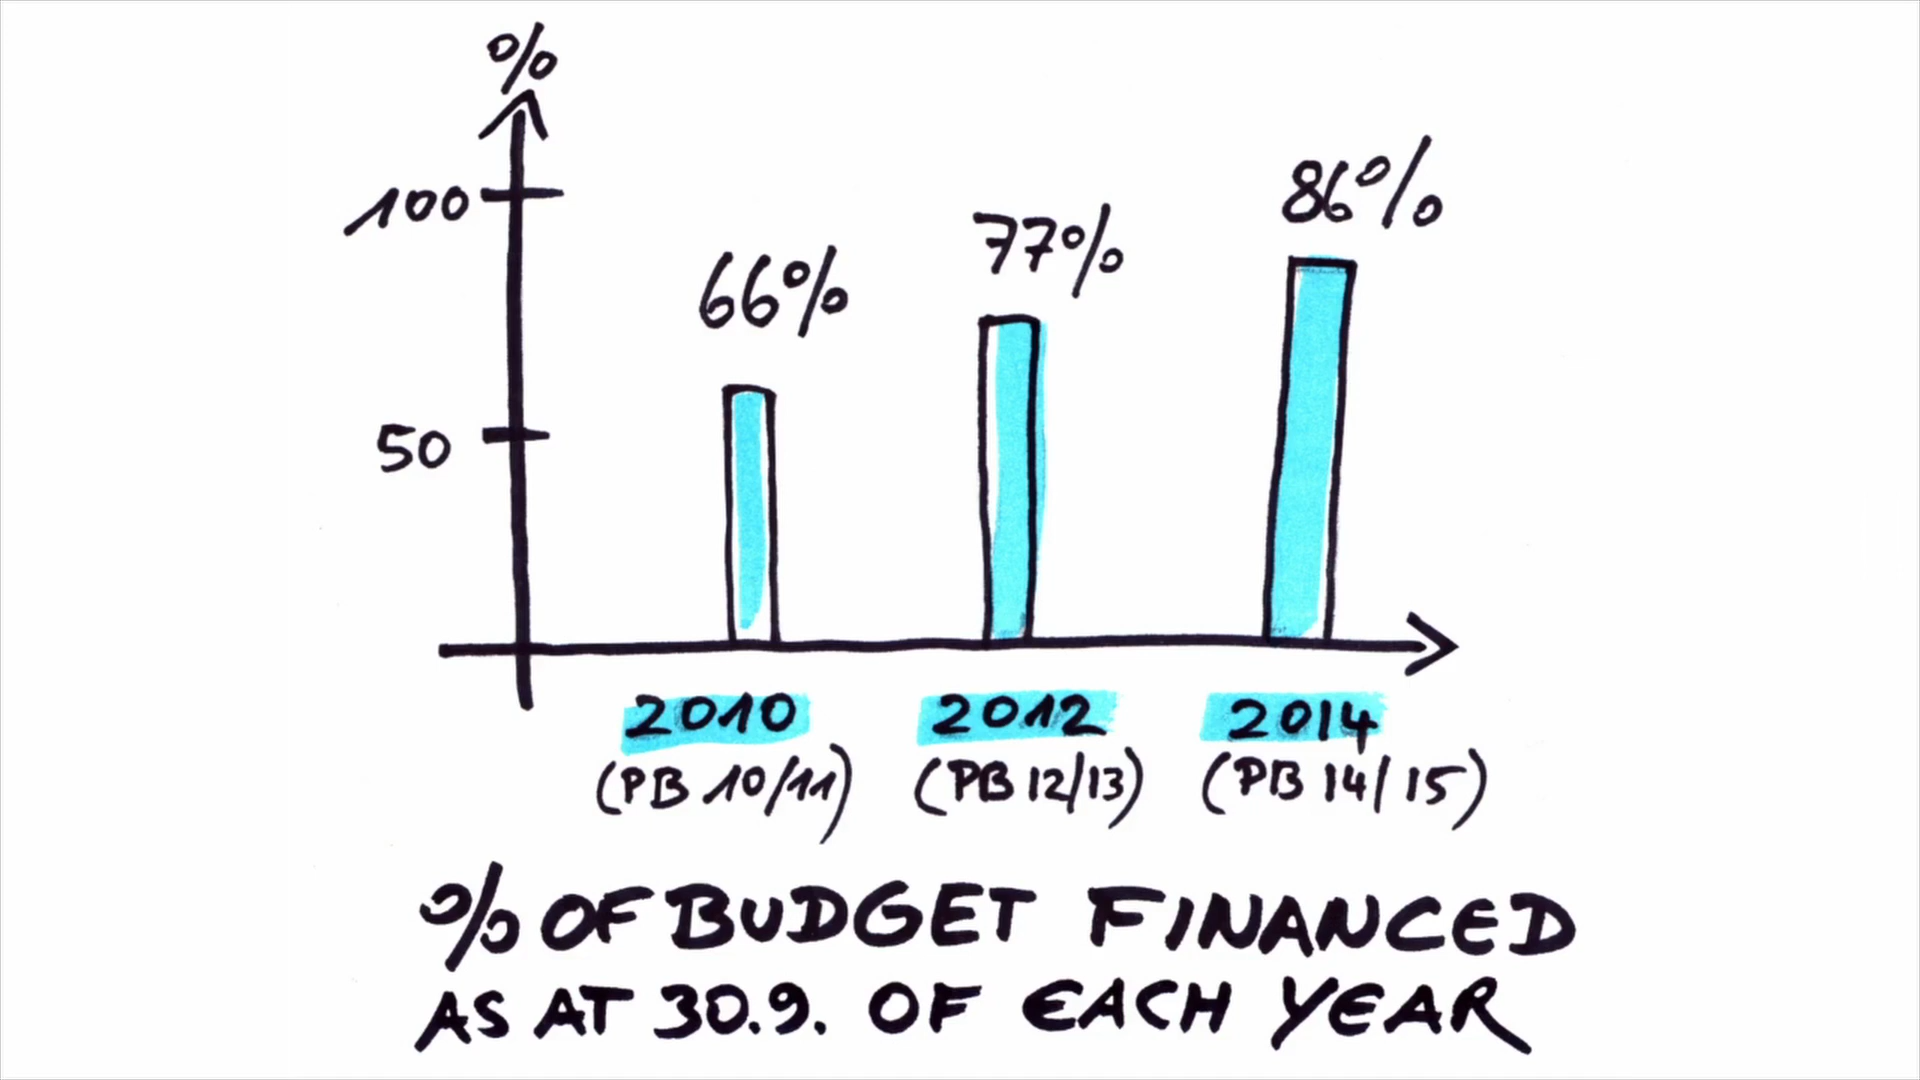 %
100
86%
77%
66%
50
2010 2012 2014
(PB 10/11) (PB 12/13) (PB 14/15)
% OF BUDGET FINANCED
AS AT 30.9. OF EACH YEAR